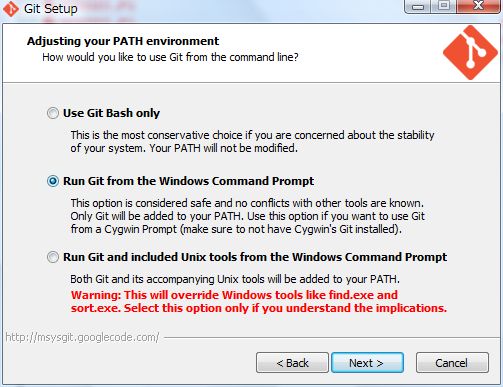 Git Setup
Adjusting your PATH environment
How would you like to use Git from the command line?
Use Git Bash only
This is the most conservative choice if you are concerned about the stability
of your system. Your PATH will not be modified.
Run Git from the Windows Command Prompt
This option is considered safe and no conflicts with other tools are known.
Only Git will be added to your PATH. Use this option if you want to use Git
from a Cygwin Prompt (make sure to not have Cygwin's Git installed).
Run Git and included Unix tools from the Windows Command Prompt
Both Git and its accompanying Unix tools will be added to your PATH.
Warning: This will override Windows tools like find.exe and
sort.exe. Select this option only if you understand the implications.
http://msysgit.googlecode.com/
< Back
Next >
Cancel